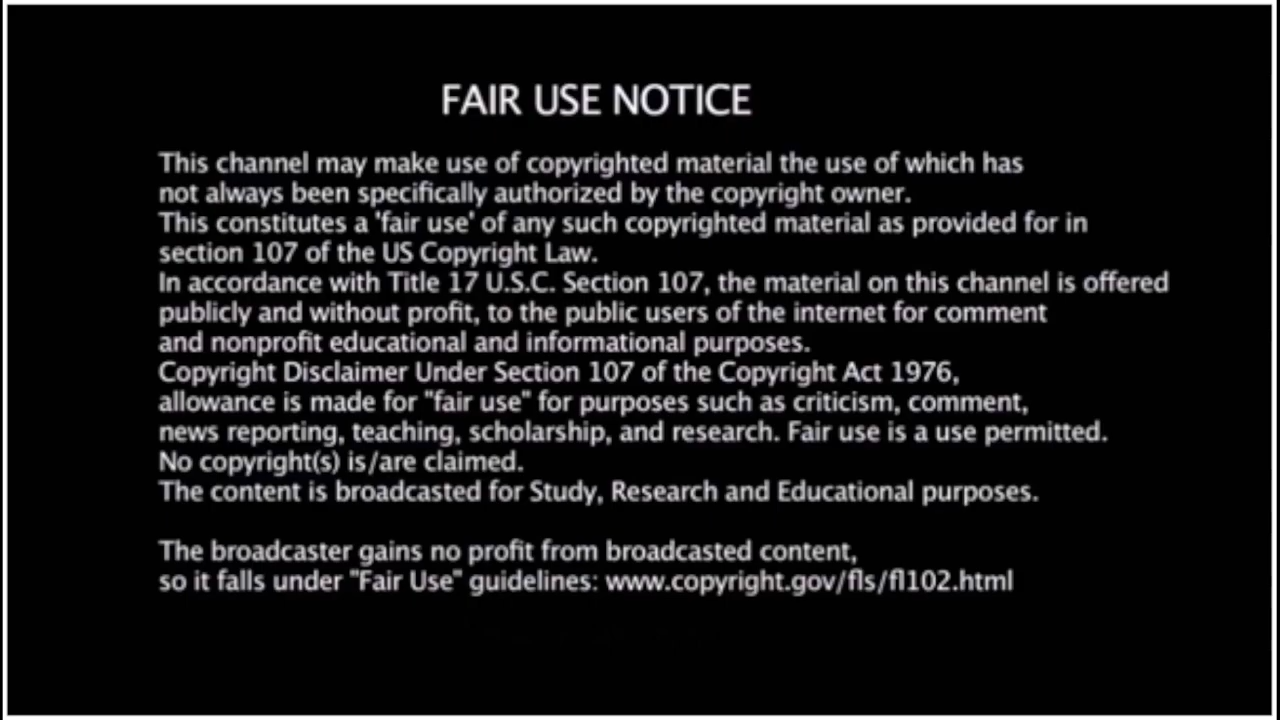 FAIR USE NOTICE
This channel may make use of copyrighted material the use of which has
not always been specifically authorized by the copyright owner.
This constitutes a 'fair use' of any such copyrighted material as provided for in
section 107 of the US Copyright Law.
In accordance with Title 17 U.S.C. Section 107, the material on this channel is offered
publicly and without profit, to the public users of the internet for comment
and nonprofit educational and informational purposes.
Copyright Disclaimer Under Section 107 of the Copyright Act 1976,
allowance is made for "fair use" for purposes such as criticism, comment,
news reporting, teaching, scholarship, and research. Fair use is a use permitted.
No copyright(s) is/are claimed.
The content is broadcasted for Study, Research and Educational purposes.
The broadcaster gains no profit from broadcasted content,
so it falls under "Fair Use" guidelines: www.copyright.gov/fls/fl102.html